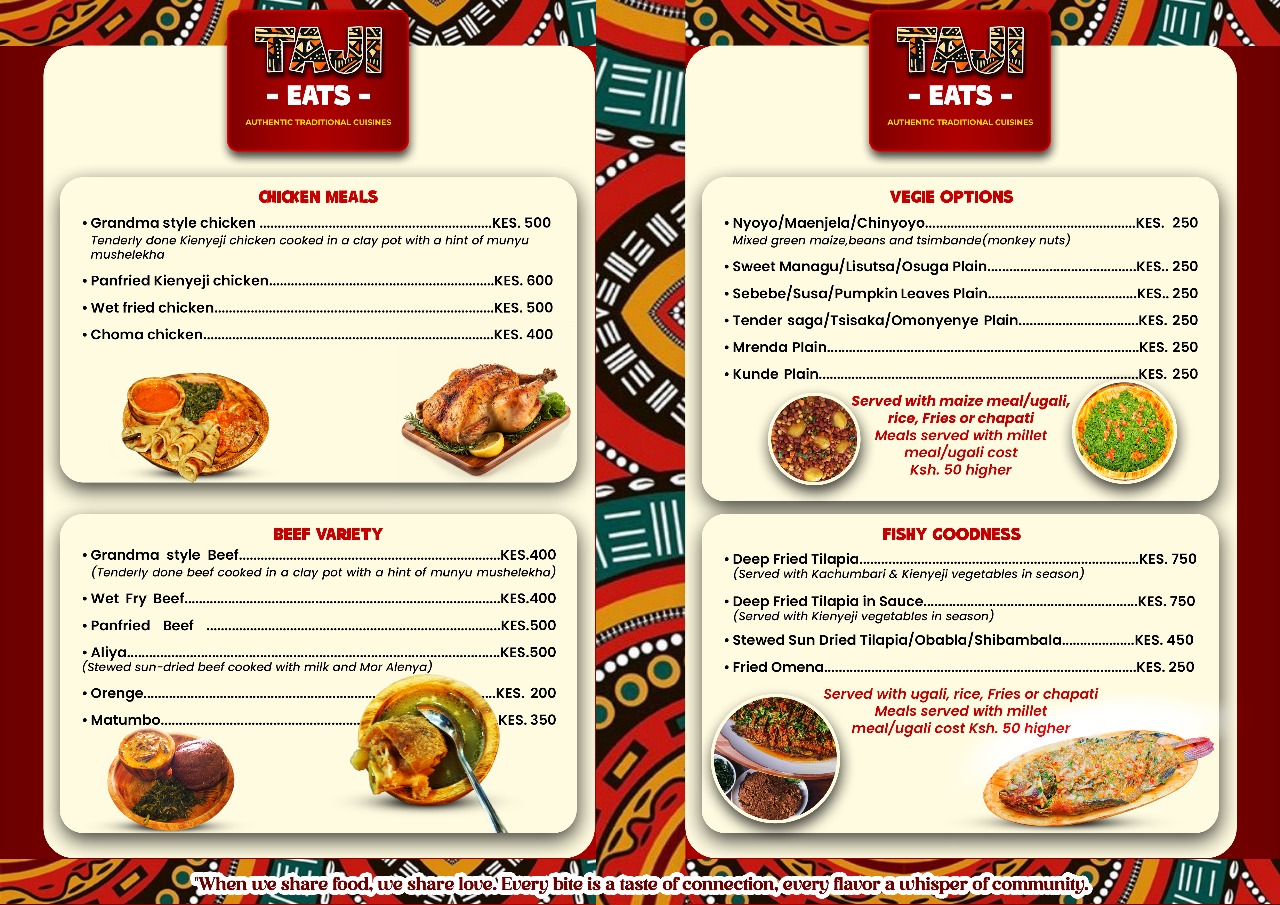 TAJI
- EATS -
AUTHENTIC TRADITIONAL CUISINES
CHICKEN MEALS
• Grandma style chicken ..........................................................KES. 500
Tenderly done Kienyeji chicken cooked in a clay pot with a hint of munyu
mushelekha
• Panfried Kienyeji chicken.........................................................KES. 600
• Wet fried chicken......................................................................KES. 500
• Choma chicken.........................................................................KES. 400
BEEF VARIETY
• Grandma style Beef.................................................................KES.400
(Tenderly done beef cooked in a clay pot with a hint of munyu mushelekha)
• Wet Fry Beef...............................................................................KES.400
• Panfried Beef .........................................................................KES.500
• Aliya.............................................................................................KES.500
(Stewed sun-dried beef cooked with milk and Mor Alenya)
• Orenge..............................................................KES. 200
• Matumbo..................................................KES. 350
TAJI
- EATS -
AUTHENTIC TRADITIONAL CUISINES
VEGIE OPTIONS
• Nyoyo/Maenjela/Chinyoyo.....................................................KES. 250
Mixed green maize,beans and tsimbande(monkey nuts)
• Sweet Managu/Lisutsa/Osuga Plain.....................................KES.. 250
• Sebebe/Susa/Pumpkin Leaves Plain.....................................KES.. 250
• Tender saga/Tsisaka/Omonyenye Plain..............................KES. 250
• Mrenda Plain..............................................................................KES. 250
• Kunde Plain................................................................................KES. 250
Served with maize meal/ugali,
rice, Fries or chapati
Meals served with millet
meal/ugali cost
Ksh. 50 higher
FISHY GOODNESS
• Deep Fried Tilapia......................................................................KES. 750
(Served with Kachumbari & Kienyeji vegetables in season)
• Deep Fried Tilapia in Sauce......................................................KES. 750
(Served with Kienyeji vegetables in season)
• Stewed Sun Dried Tilapia/Obabla/Shibambala..................KES. 450
• Fried Omena...............................................................................KES. 250
Served with ugali, rice, Fries or chapati
Meals served with millet
meal/ugali cost Ksh. 50 higher
"When we share food, we share love. Every bite is a taste of connection, every flavor a whisper of community."